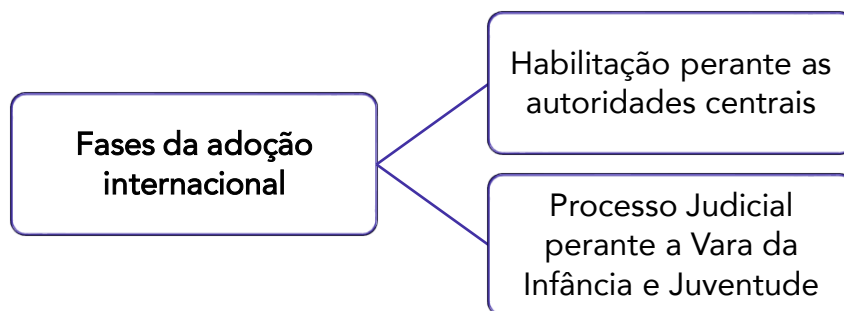 Fases da adoção
internacional
Habilitação perante as
autoridades centrais
Processo Judicial
perante a Vara da
Infância e Juventude